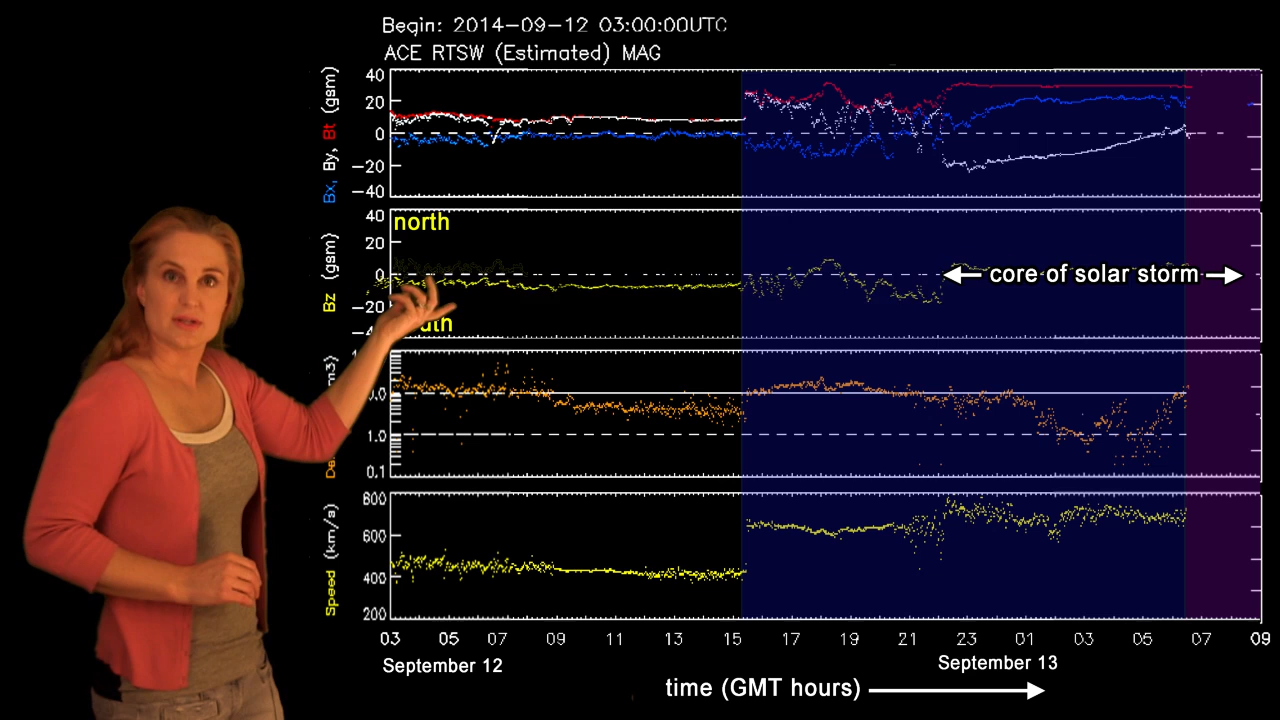 Begin: 2014-09-12 03:00:00UTC
ACE RTSW (Estimated) MAG
Bx, By, Bt (gsm)
40
20
0
-20
-40
Bz (gsm)
40
20
0
-20
north
core of solar storm
1.0
0.1
Speed (km/s)
800
600
400
200
03 05 07 09 11 13 15 17 19 21 23 01 03 05 07 09
September 12
September 13
time (GMT hours)